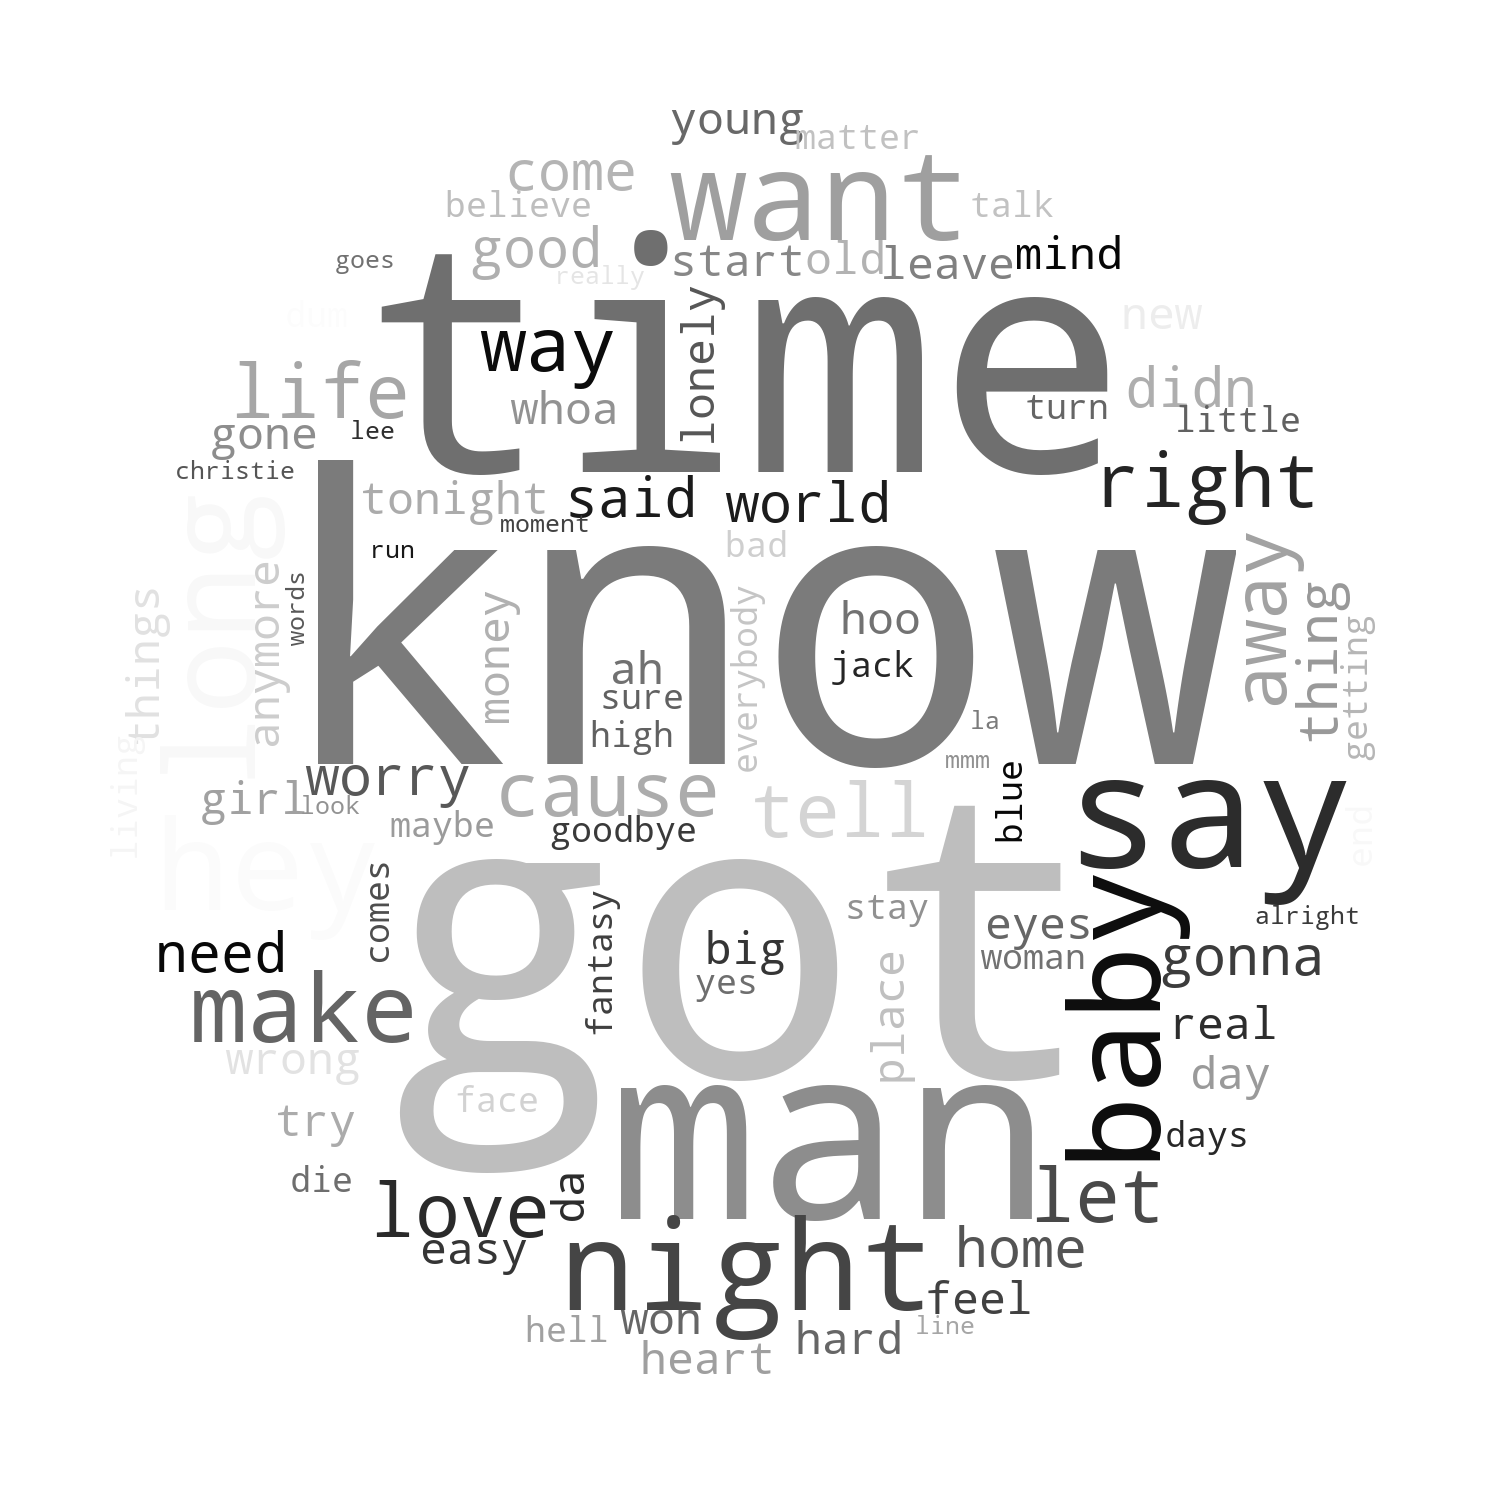 young
matter
come
want
believe
talk
good
start
old
leave
mind
goes
really
time
dum
new
way
lonely
life
whoa
didn
turn
little
gone
lee
christie
right
tonight
said
world
moment
long
know
run
bad
away
words
anymore
things
money
everybody
hoo
thing
getting
ah
jack
sure
high
la
living
mmm
worry
cause
tell
blue
say
girl
look
maybe
goodbye
end
hey
got
baby
comes
fantasy
stay
eyes
alright
need
big
woman
gonna
yes
place
make
real
wrong
day
face
man
try
days
die
love
da
let
easy
night
home
feel
hell
won
hard
line
heart